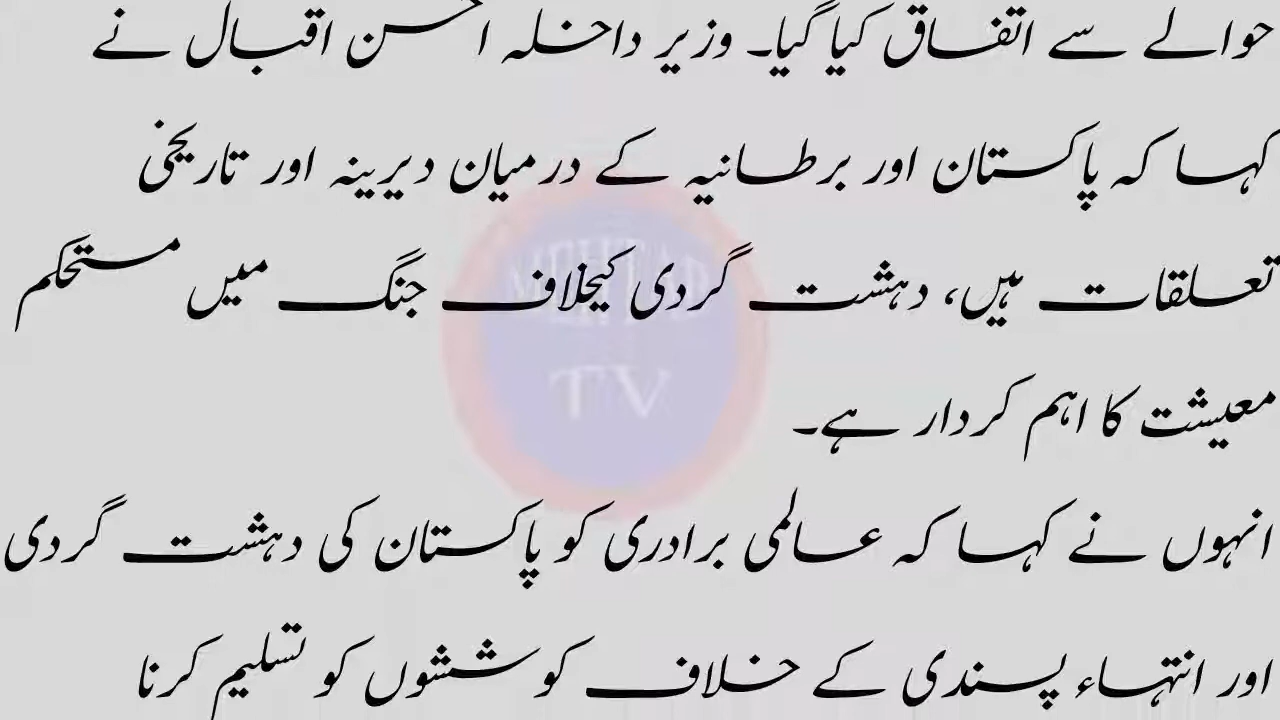 حوالے سے اتفاق کیا گیا۔ وزیر داخلہ احسن اقبال نے
کہا کہ پاکستان اور برطانیہ کے درمیان دیرینہ اور تاریخی
تعلقات ہیں، دہشت گردی کیخلاف جنگ میں مستحکم
معیشت کا اہم کردار ہے۔
انہوں نے کہا کہ عالمی برادری کو پاکستان کی دہشت گردی
اور انتہاء پسندی کے خلاف کوششوں کو تسلیم کرنا
TV